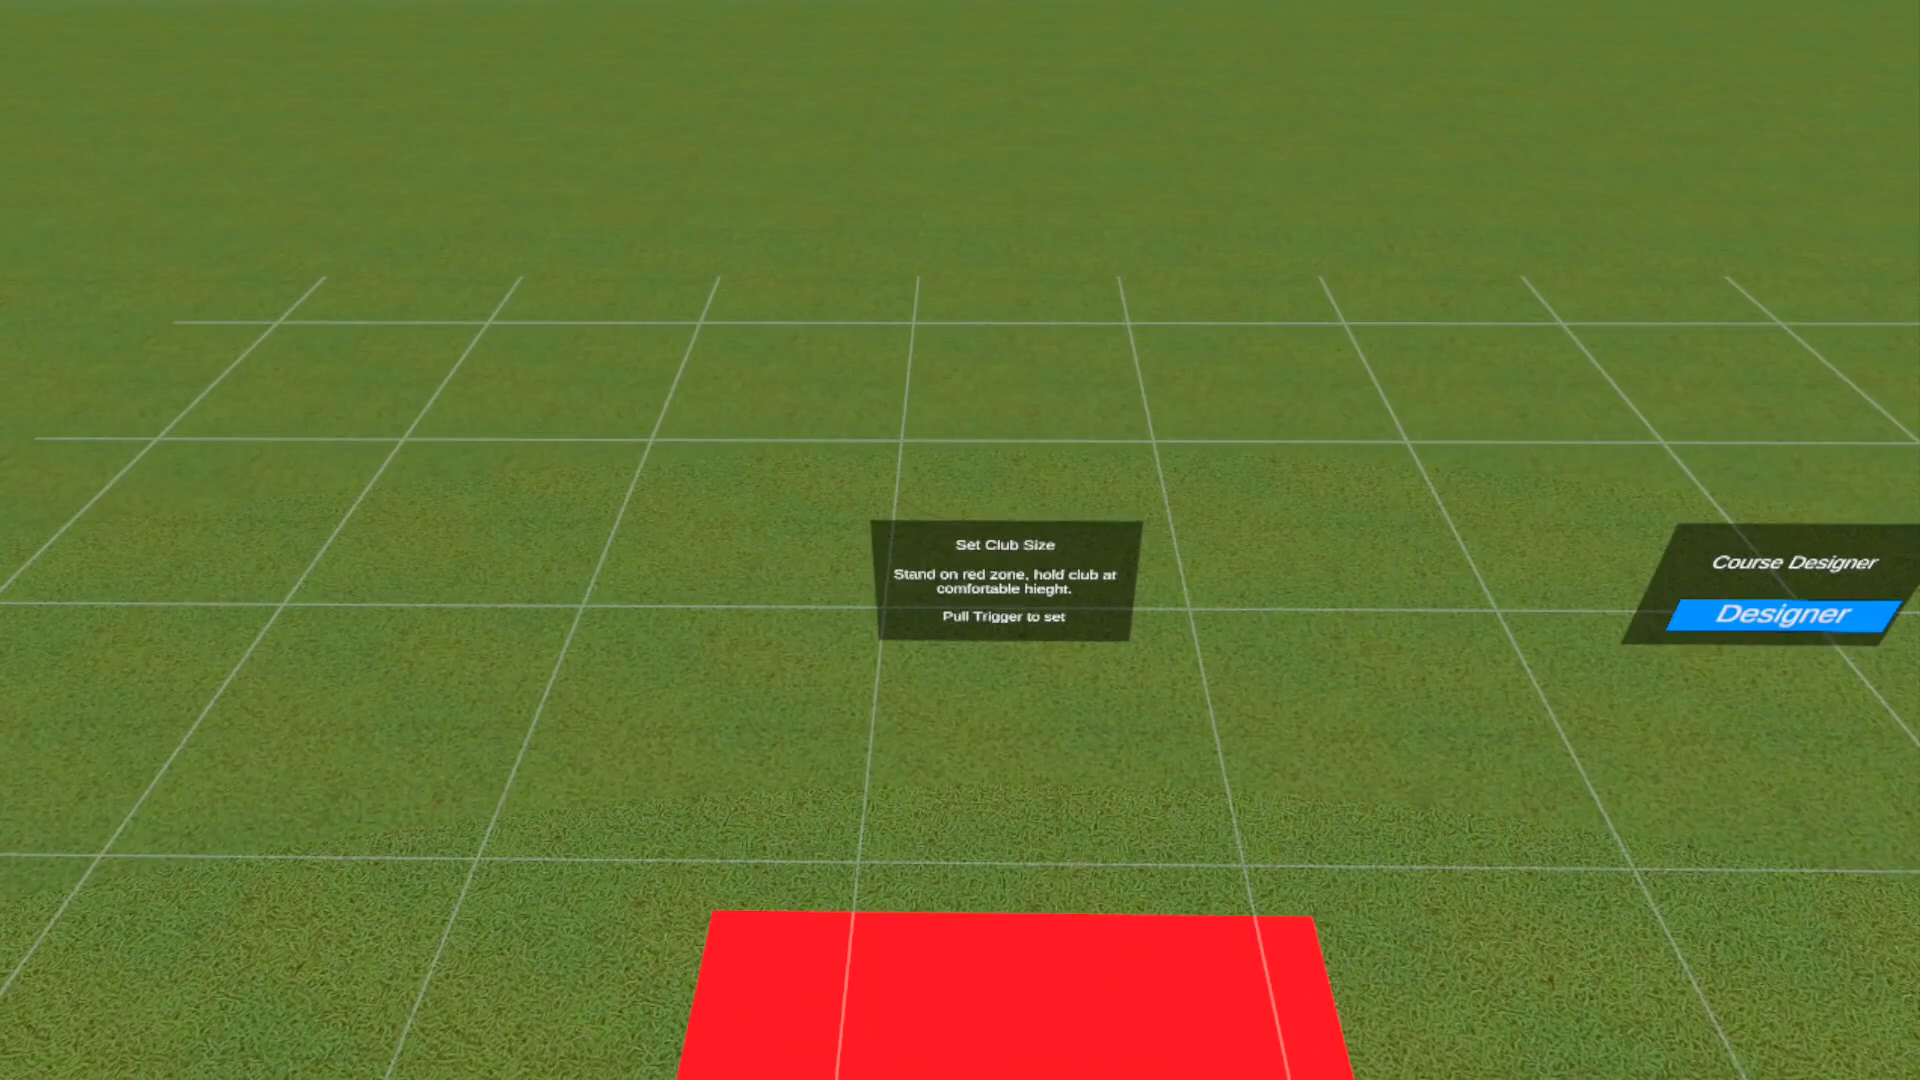 Set Club Size
Stand on red zone, hold club at
comfortable hieght.
Pull Trigger to set
Course Designer
Designer